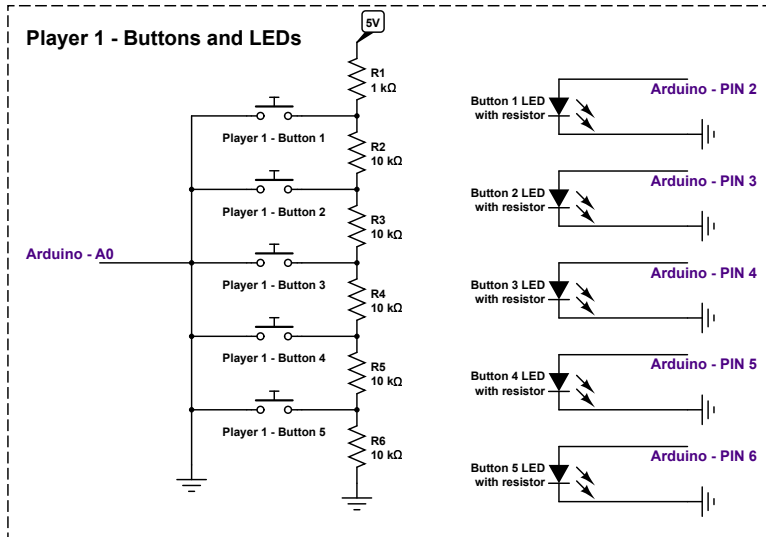 Player 1 - Buttons and LEDs
5V
R1
1 kΩ
Player 1 - Button 1
R2
10 kΩ
Player 1 - Button 2
R3
10 kΩ
Arduino - A0
Player 1 - Button 3
R4
10 kΩ
Player 1 - Button 4
R5
10 kΩ
Player 1 - Button 5
R6
10 kΩ
Button 1 LED
with resistor
Arduino - PIN 2
Button 2 LED
with resistor
Arduino - PIN 3
Button 3 LED
with resistor
Arduino - PIN 4
Button 4 LED
with resistor
Arduino - PIN 5
Button 5 LED
with resistor
Arduino - PIN 6